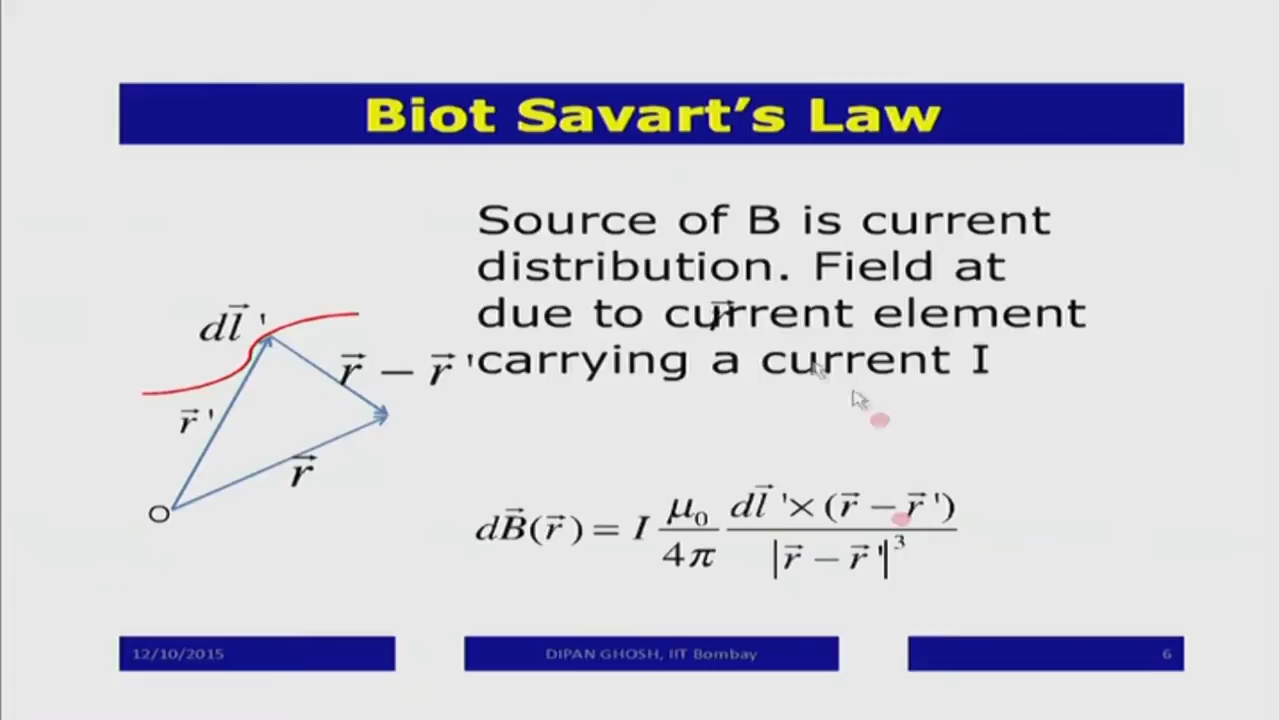 Biot Savart's Law
Source of B is current
distribution. Field at
r⃗
due to current element
carrying a current I
dl⃗ '
r⃗ − r⃗ '
r⃗ '
r⃗
O
dB⃗(r⃗) = I μ₀/4π dl⃗ '× (r⃗ − r⃗ ')/|r⃗ − r⃗ '|³
12/10/2015
DIPAN GHOSH, IIT Bombay
6